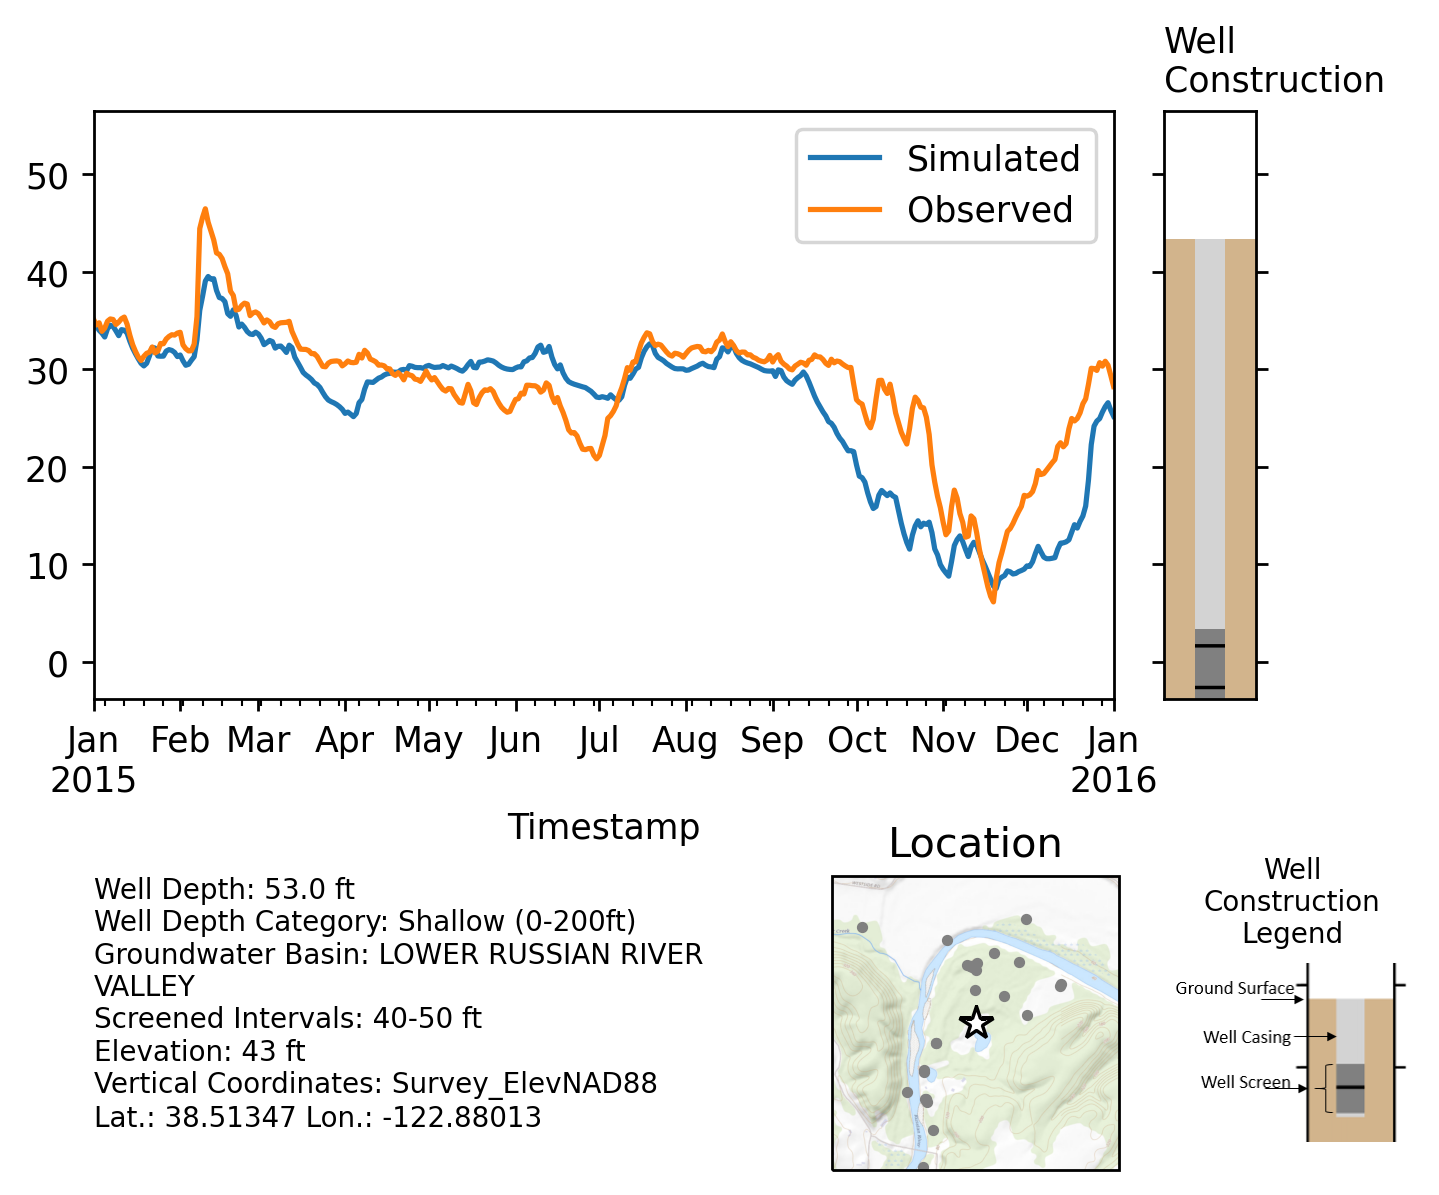 Well
Construction
Simulated
Observed
50
40
30
20
10
0
Jan
2015
Feb
Mar
Apr
May
Jun
Jul
Aug
Sep
Oct
Nov
Dec
Jan
2016
Timestamp
Well Depth: 53.0 ft
Well Depth Category: Shallow (0-200ft)
Groundwater Basin: LOWER RUSSIAN RIVER
VALLEY
Screened Intervals: 40-50 ft
Elevation: 43 ft
Vertical Coordinates: Survey_ElevNAD88
Lat.: 38.51347 Lon.: -122.88013
Location
Well
Construction
Legend
Ground Surface
Well Casing
Well Screen